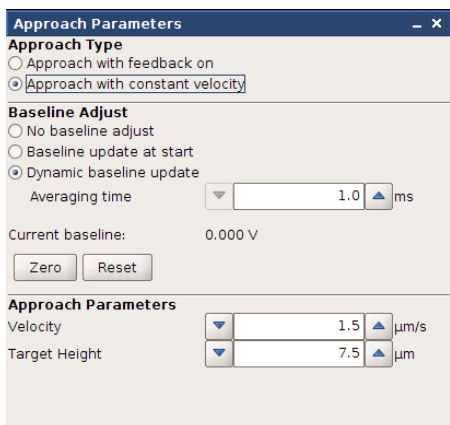 Approach Parameters
Approach Type
Approach with feedback on
Approach with constant velocity
Baseline Adjust
No baseline adjust
Baseline update at start
Dynamic baseline update
Averaging time 1.0 ms
Current baseline: 0.000 V
Zero Reset
Approach Parameters
Velocity 1.5 µm/s
Target Height 7.5 µm